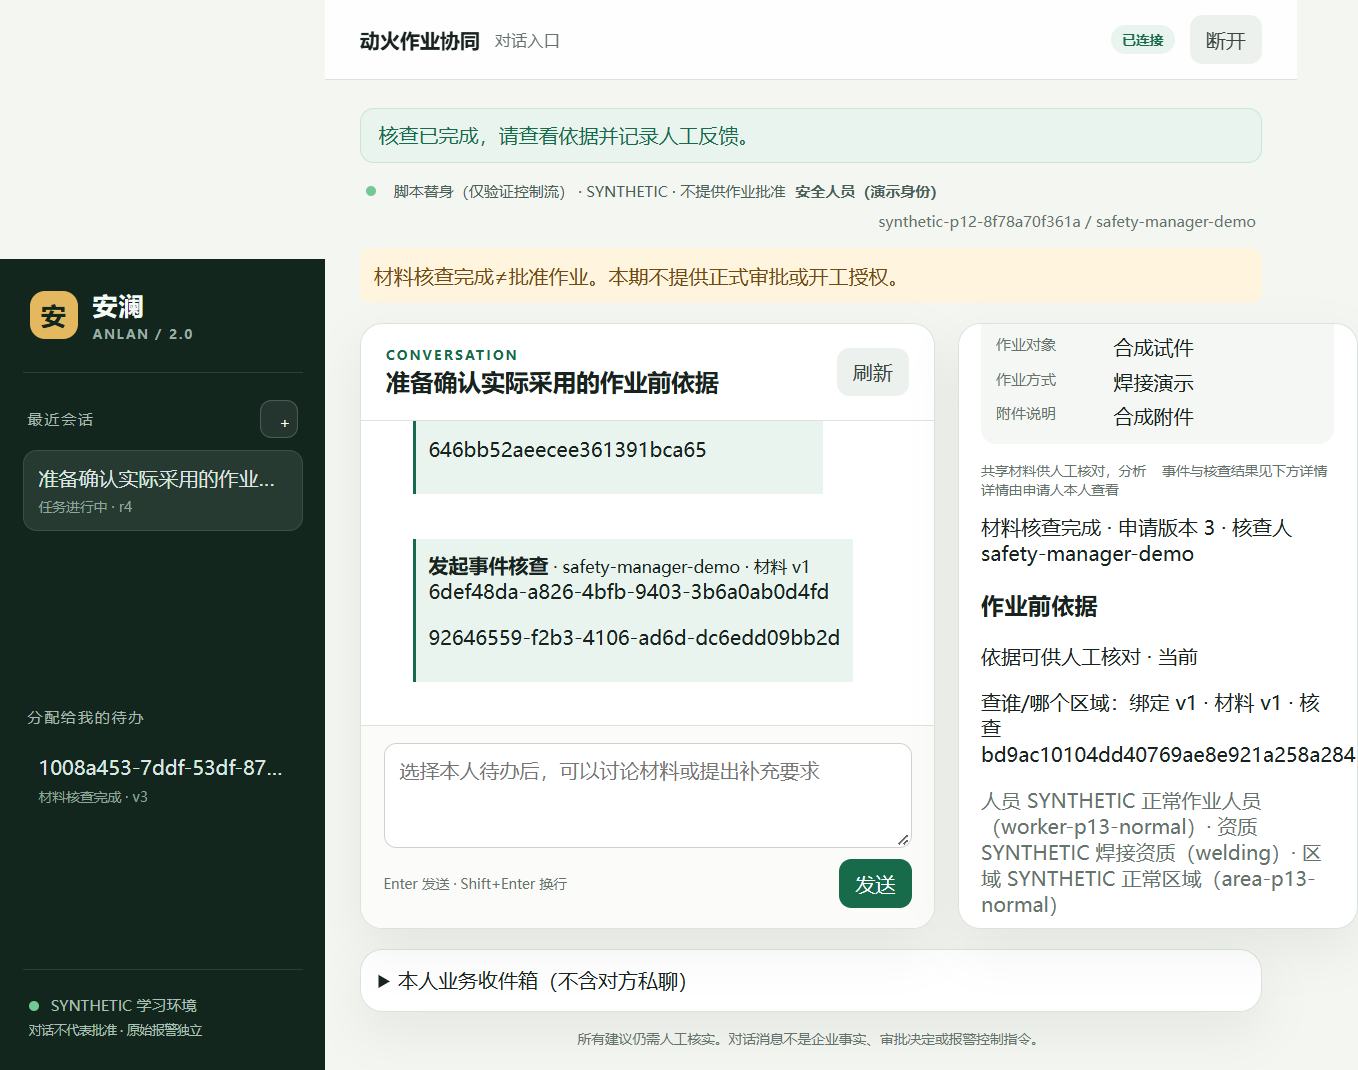 动火作业协同 对话入口
已连接 断开
核查已完成，请查看依据并记录人工反馈。
脚本替身（仅验证控制流） · SYNTHETIC · 不提供作业批准 安全人员（演示身份）
synthetic-p12-8f78a70f361a / safety-manager-demo
材料核查完成≠批准作业。本期不提供正式审批或开工授权。
安 安澜
ANLAN / 2.0
最近会话 +
准备确认实际采用的作业...
任务进行中 · r4
分配给我的待办
1008a453-7ddf-53df-87...
材料核查完成 · v3
SYNTHETIC 学习环境
对话不代表批准 · 原始报警独立
CONVERSATION
准备确认实际采用的作业前依据
刷新
646bb52aeecee361391bca65
发起事件核查 · safety-manager-demo · 材料 v1
6def48da-a826-4bfb-9403-3b6a0ab0d4fd
92646559-f2b3-4106-ad6d-dc6edd09bb2d
选择本人待办后，可以讨论材料或提出补充要求
Enter 发送 · Shift+Enter 换行
发送
作业对象 合成试件
作业方式 焊接演示
附件说明 合成附件
共享材料供人工核对，分析 事件与核查结果见下方详情
详情由申请人本人查看
材料核查完成 · 申请版本 3 · 核查人
safety-manager-demo
作业前依据
依据可供人工核对 · 当前
查谁/哪个区域：绑定 v1 · 材料 v1 · 核
查
bd9ac10104dd40769ae8e921a258a284
人员 SYNTHETIC 正常作业人员
（worker-p13-normal）· 资质
SYNTHETIC 焊接资质（welding）· 区
域 SYNTHETIC 正常区域（area-p13-
normal）
本人业务收件箱（不含对方私聊）
所有建议仍需人工核实。对话消息不是企业事实、审批决定或报警控制指令。